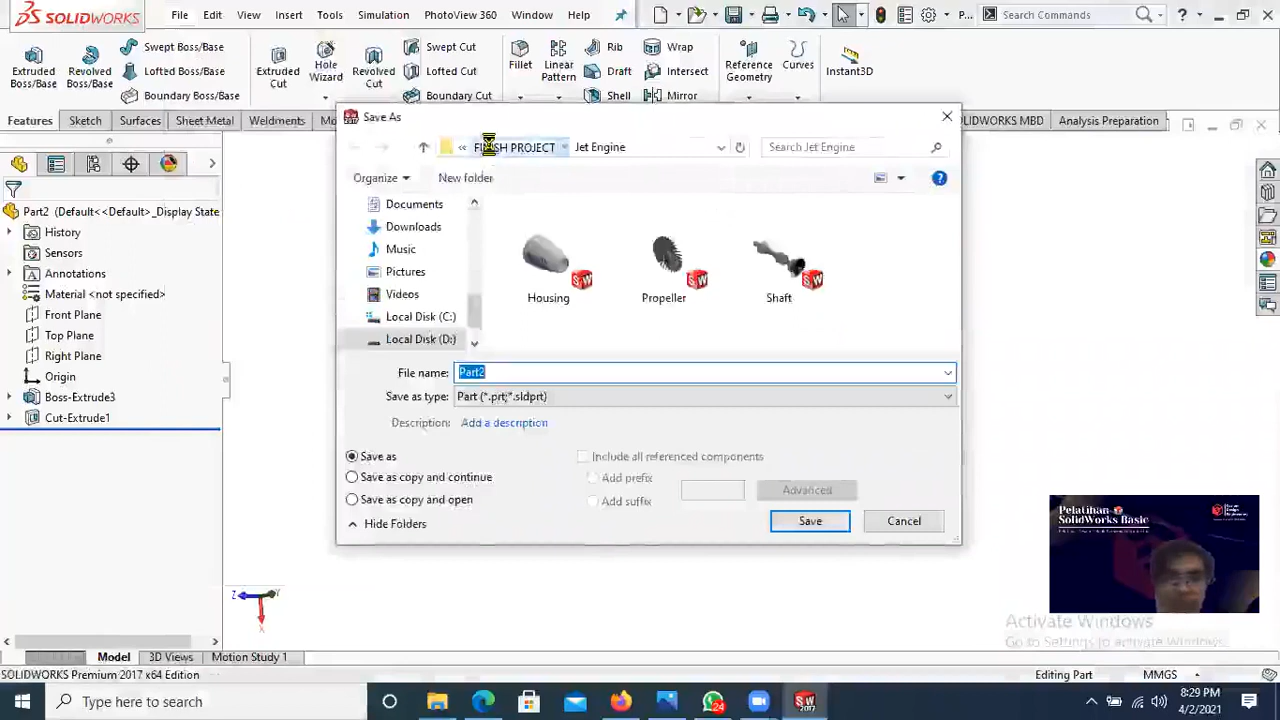 SOLIDWORKS File Edit View Insert Tools Simulation PhotoView 360 Window Help P... Search Commands ?
Extruded Boss/Base
Revolved Boss/Base
Swept Boss/Base
Lofted Boss/Base
Boundary Boss/Base
Extruded Cut
Hole Wizard
Revolved Cut
Swept Cut
Lofted Cut
Boundary Cut
Fillet
Linear Pattern
Rib
Draft
Shell
Wrap
Intersect
Mirror
Reference Geometry
Curves
Instant3D
Features Sketch Surfaces Sheet Metal Weldments SOLIDWORKS MBD Analysis Preparation
Part2 (Default<<Default>_Display State
History
Sensors
Annotations
Material <not specified>
Front Plane
Top Plane
Right Plane
Origin
Boss-Extrude3
Cut-Extrude1
Save As
« Jet Engine Search Jet Engine
Organize New folder
Documents
Downloads
Music
Pictures
Videos
Local Disk (C:)
Local Disk (D:)
Housing Propeller Shaft
File name: Part2
Save as type: Part (*.prt;*.sldprt)
Description: Add a description
Save as
Save as copy and continue
Save as copy and open
Include all referenced components
Add prefix
Add suffix
Advanced
Hide Folders Save Cancel
Pelatihan
SolidWorks Basic
Activate Windows
Go to Settings to activate Windows.
Z Y
X
Model 3D Views Motion Study 1
SOLIDWORKS Premium 2017 x64 Edition Editing Part MMGS
Type here to search 24 SW 2017 8:29 PM
4/2/2021